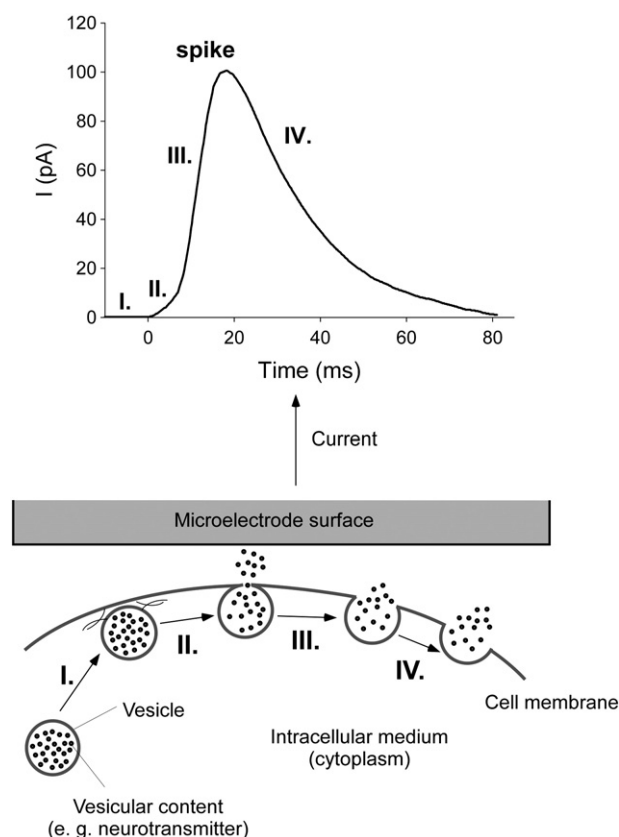 120
spike
100
80
III.
IV.
I (pA)
60
40
20
I.
II.
0
0
20
40
60
80
Time (ms)
Current
Microelectrode surface
I.
II.
III.
IV.
Vesicle
Cell membrane
Intracellular medium
(cytoplasm)
Vesicular content
(e. g. neurotransmitter)